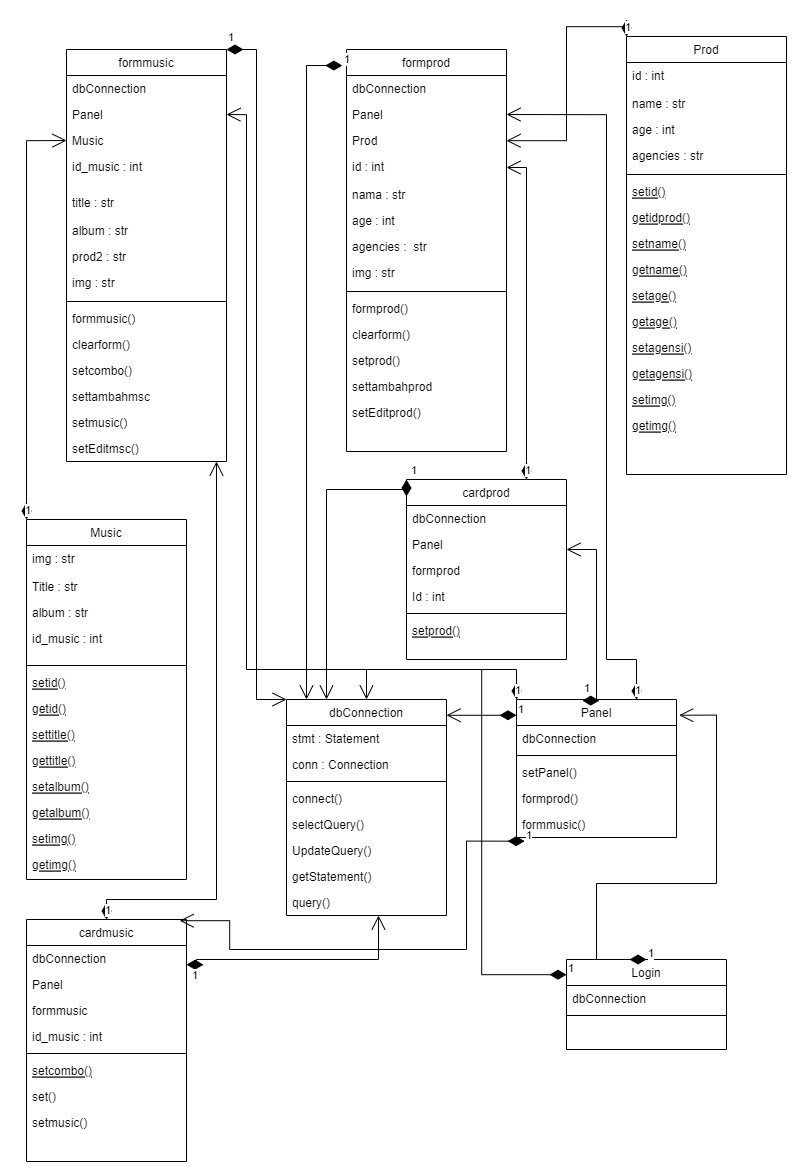 formmusic
dbConnection
Panel
Music
id_music : int
title : str
album : str
prod2 : str
img : str
formmusic()
clearform()
setcombo()
settambahmsc
setmusic()
setEditmsc()
1
formprod
dbConnection
Panel
Prod
id : int
nama : str
age : int
agencies :  str
img : str
formprod()
clearform()
setprod()
settambahprod
setEditprod()
1
1
Prod
id : int
name : str
age : int
agencies : str
setid()
getidprod()
setname()
getname()
setage()
getage()
setagensi()
getagensi()
setimg()
getimg()
1
1
cardprod
dbConnection
Panel
formprod
Id : int
setprod()
1
Music
img : str
Title : str
album : str
id_music : int
setid()
getid()
settitle()
gettitle()
setalbum()
getalbum()
setimg()
getimg()
dbConnection
stmt : Statement
conn : Connection
connect()
selectQuery()
UpdateQuery()
getStatement()
query()
1
1
1
1
Panel
dbConnection
setPanel()
formprod()
formmusic()
1
1
cardmusic
dbConnection
Panel
formmusic
id_music : int
setcombo()
set()
setmusic()
1
1
1
Login
dbConnection